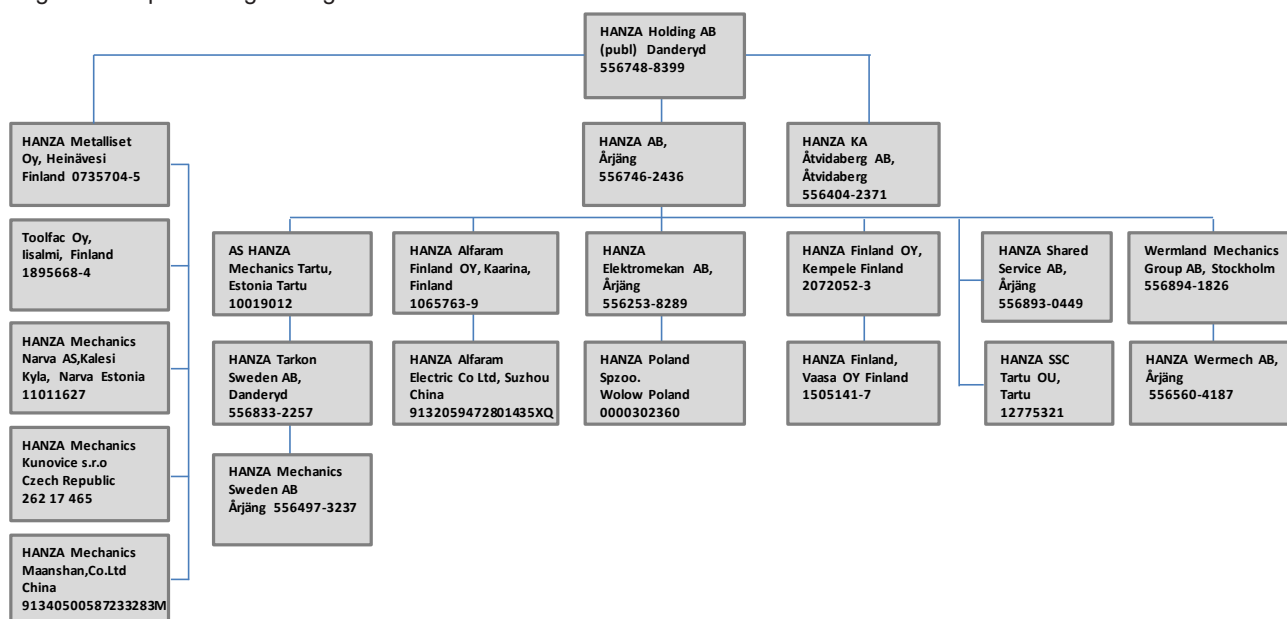 HANZA Holding AB
(publ) Danderyd
556748-8399
HANZA Metalliset
Oy, Heinävesi
Finland 0735704-5
HANZA AB,
Årjäng
556746-2436
HANZA KA
Åtvidaberg AB,
Åtvidaberg
556404-2371
Toolfac Oy,
Iisalmi, Finland
1895668-4
AS HANZA
Mechanics Tartu,
Estonia Tartu
10019012
HANZA Alfaram
Finland OY, Kaarina,
Finland
1065763-9
HANZA
Elektromekan AB,
Årjäng
556253-8289
HANZA Finland OY,
Kempele Finland
2072052-3
HANZA Shared
Service AB,
Årjäng
556893-0449
Wermland Mechanics
Group AB, Stockholm
556894-1826
HANZA Mechanics
Narva AS,Kalesi
Kyla, Narva Estonia
11011627
HANZA Tarkon
Sweden AB,
Danderyd
556833-2257
HANZA Alfaram
Electric Co Ltd, Suzhou
China
9132059472801435XQ
HANZA Poland
Spzoo.
Wolow Poland
0000302360
HANZA Finland,
Vaasa OY Finland
1505141-7
HANZA SSC
Tartu OU,
Tartu
12775321
HANZA Wermech AB,
Årjäng
556560-4187
HANZA Mechanics
Kunovice s.r.o
Czech Republic
262 17 465
HANZA Mechanics
Sweden AB
Årjäng 556497-3237
HANZA Mechanics
Maanshan,Co.Ltd
China
91340500587233283M